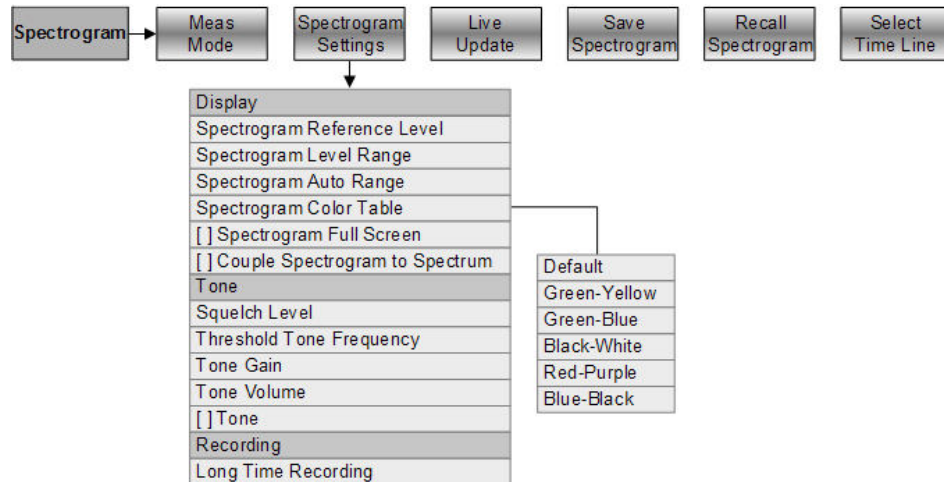 Spectrogram
Meas
Mode
Spectrogram
Settings
Live
Update
Save
Spectrogram
Recall
Spectrogram
Select
Time Line
Display
Spectrogram Reference Level
Spectrogram Level Range
Spectrogram Auto Range
Spectrogram Color Table
[ ] Spectrogram Full Screen
[ ] Couple Spectrogram to Spectrum
Tone
Squelch Level
Threshold Tone Frequency
Tone Gain
Tone Volume
[ ] Tone
Recording
Long Time Recording
Default
Green-Yellow
Green-Blue
Black-White
Red-Purple
Blue-Black